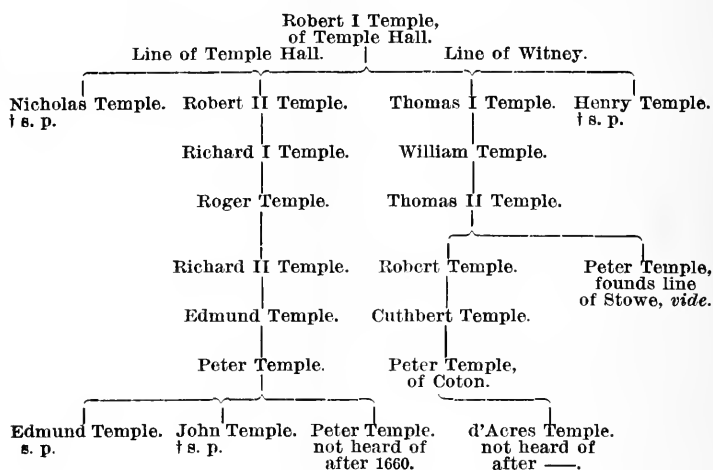 Robert I Temple,
of Temple Hall.
Line of Temple Hall. Line of Witney.
Nicholas Temple. Robert II Temple. Thomas I Temple. Henry Temple.
† s. p. † s. p.
Richard I Temple. William Temple.
Roger Temple. Thomas II Temple.
Richard II Temple. Robert Temple. Peter Temple,
founds line
of Stowe, vide.
Edmund Temple. Cuthbert Temple.
Peter Temple. Peter Temple,
of Coton.
Edmund Temple. John Temple. Peter Temple. d'Acres Temple.
s. p. † s. p. not heard of not heard of
after 1660. after —.